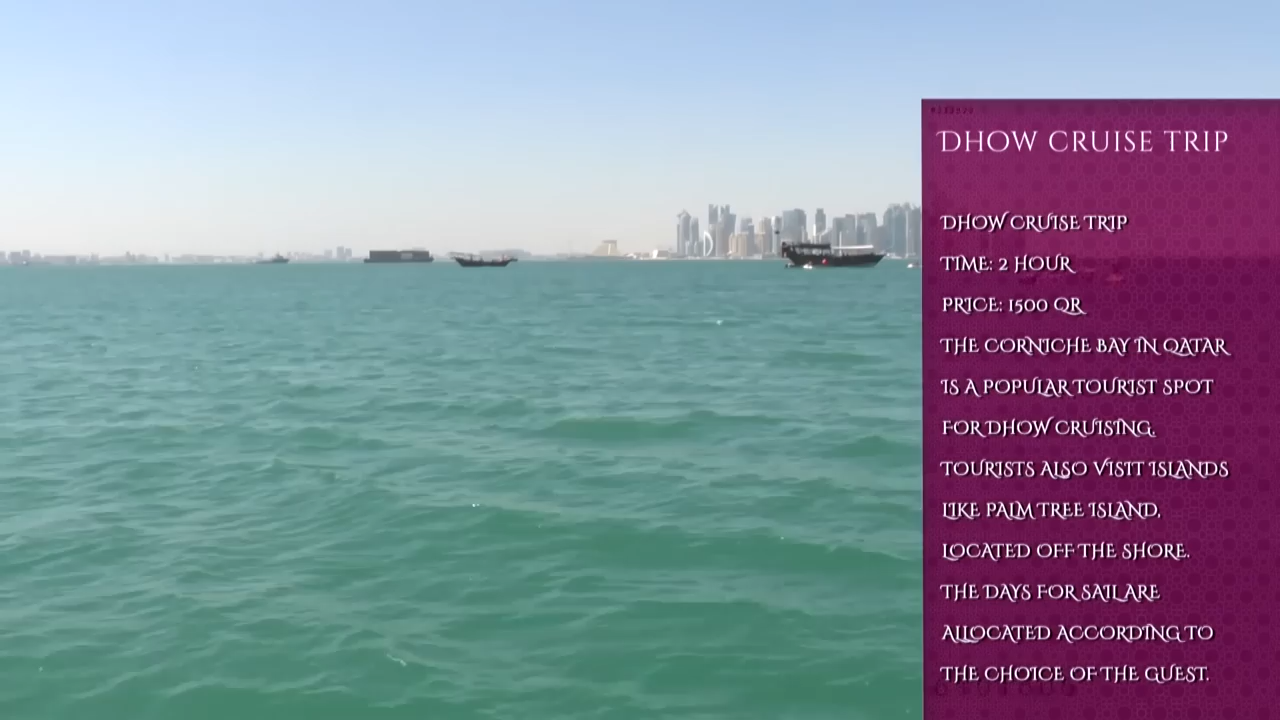 DHOW CRUISE TRIP
DHOW CRUISE TRIP
TIME: 2 HOUR
PRICE: 1500 QR
THE CORNICHE BAY IN QATAR
IS A POPULAR TOURIST SPOT
FOR DHOW CRUISING.
TOURISTS ALSO VISIT ISLANDS
LIKE PALM TREE ISLAND,
LOCATED OFF THE SHORE.
THE DAYS FOR SAIL ARE
ALLOCATED ACCORDING TO
THE CHOICE OF THE GUEST.